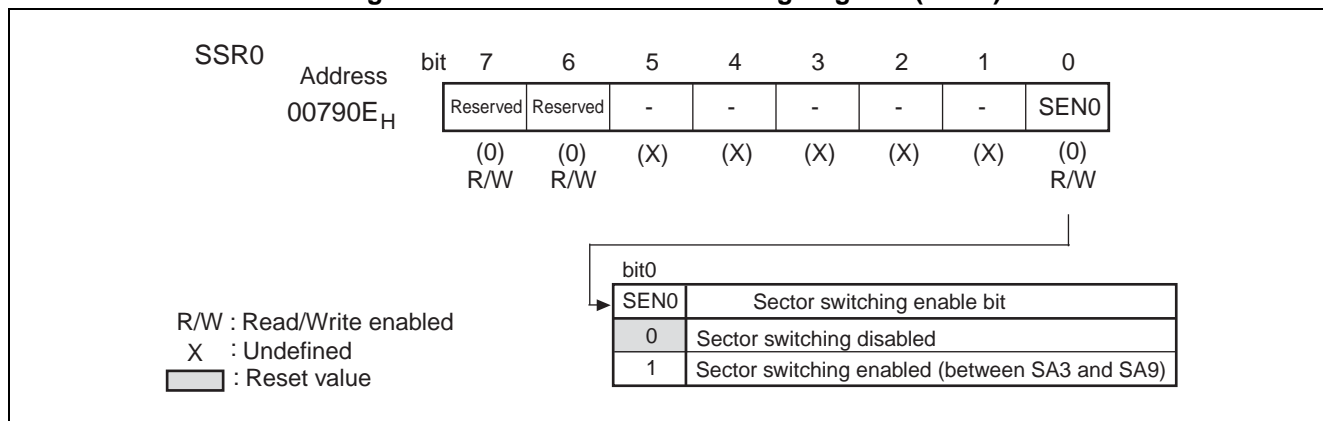 SSR0
Address
00790EH
bit 7 6 5 4 3 2 1 0
Reserved Reserved - - - - - SEN0
(0) (0) (X) (X) (X) (X) (X) (0)
R/W R/W R/W
bit0
SEN0 Sector switching enable bit
0 Sector switching disabled
1 Sector switching enabled (between SA3 and SA9)
R/W : Read/Write enabled
X : Undefined
: Reset value